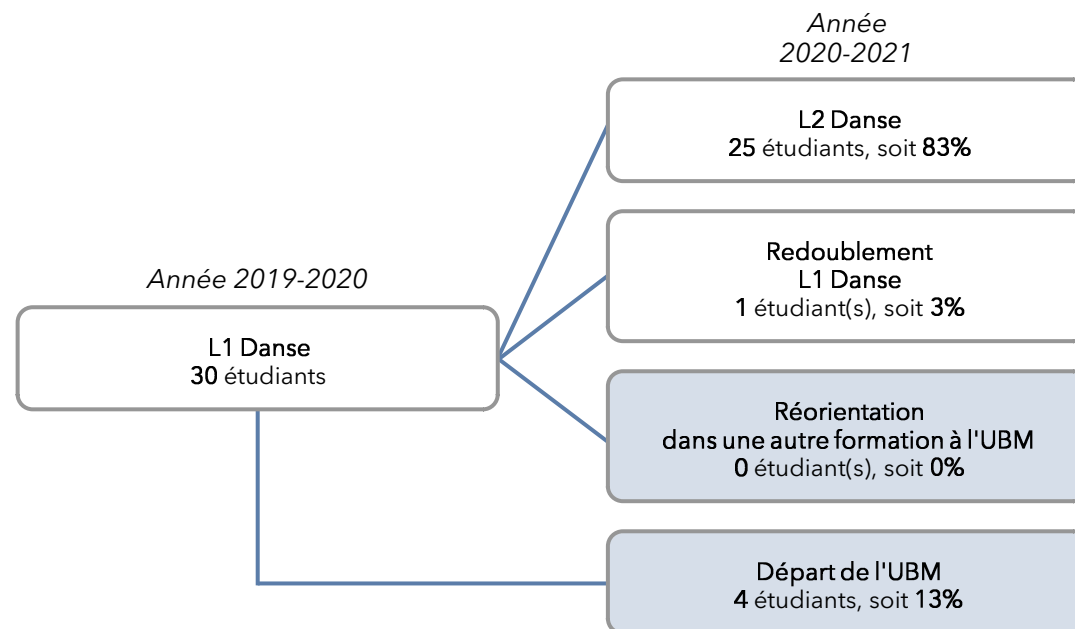 Année
2020-2021
L2 Danse
25 étudiants, soit 83%
Redoublement
L1 Danse
1 étudiant(s), soit 3%
Année 2019-2020
L1 Danse
30 étudiants
Réorientation
dans une autre formation à l'UBM
0 étudiant(s), soit 0%
Départ de l'UBM
4 étudiants, soit 13%